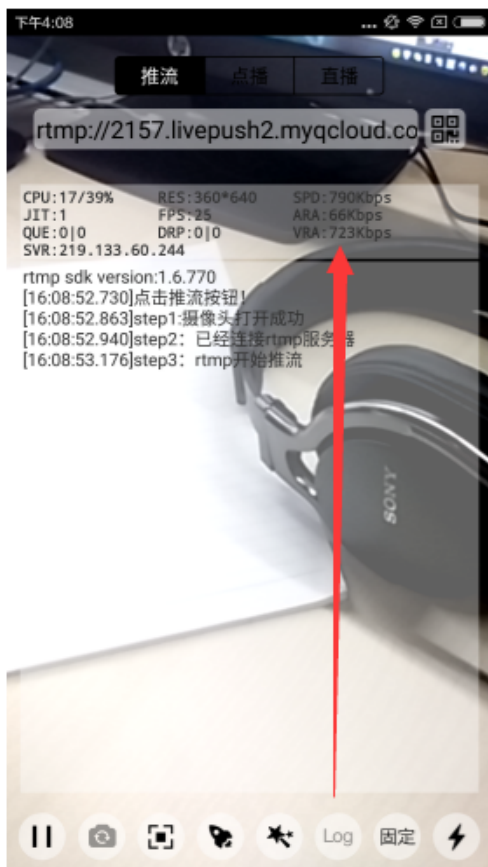 下午4:08
推流 点播 直播
rtmp://2157.livepush2.myqcloud.co
CPU:17/39% RES:360*640 SPD:790Kbps
JIT:1 FPS:25 ARA:66Kbps
QUE:0|0 DRP:0|0 VRA:723Kbps
SVR:219.133.60.244
rtmp sdk version:1.6.770
[16:08:52.730]点击推流按钮!
[16:08:52.863]step1:摄像头打开成功
[16:08:52.940]step2：已经连接rtmp服务器
[16:08:53.176]step3：rtmp开始推流
SONY
Log 固定